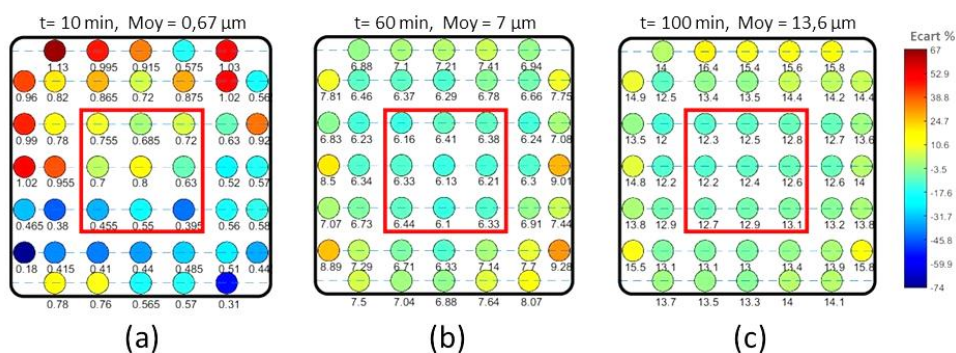 t= 10 min, Moy = 0,67 µm
t= 60 min, Moy = 7 µm
t= 100 min, Moy = 13,6 µm
1.13 0.995 0.915 0.575 1.03
0.96 0.82 0.865 0.72 0.875 1.02 0.56
0.99 0.78 0.755 0.685 0.72 0.63 0.92
1.02 0.955 0.7 0.8 0.63 0.52 0.57
0.465 0.38 0.455 0.55 0.395 0.56 0.58
0.18 0.415 0.41 0.44 0.485 0.51 0.44
0.78 0.76 0.565 0.57 0.31
(a)
6.88 7.1 7.21 7.41 6.94
7.81 6.46 6.37 6.29 6.78 6.66 7.75
6.83 6.23 6.16 6.41 6.38 6.24 7.08
8.5 6.34 6.33 6.13 6.21 6.3 9.01
7.07 6.73 6.44 6.1 6.33 6.91 7.44
8.89 7.29 6.71 6.33 7.14 7.7 9.28
7.5 7.04 6.88 7.64 8.07
(b)
14 16.4 15.4 15.6 15.8
14.9 12.5 13.4 13.5 14.4 14.2 14.4
13.5 12 12.3 12.5 12.8 12.7 13.6
14.8 12.2 12.2 12.4 12.6 12.6 14
13.8 12.9 12.7 12.9 13.1 13.2 13.8
15.5 13.1 13.1 13.4 15.8
13.7 13.5 13.3 14 14.1
(c)
Ecart %
67
52.9
38.8
24.7
10.6
-3.5
-17.6
-31.7
-45.8
-59.9
-74